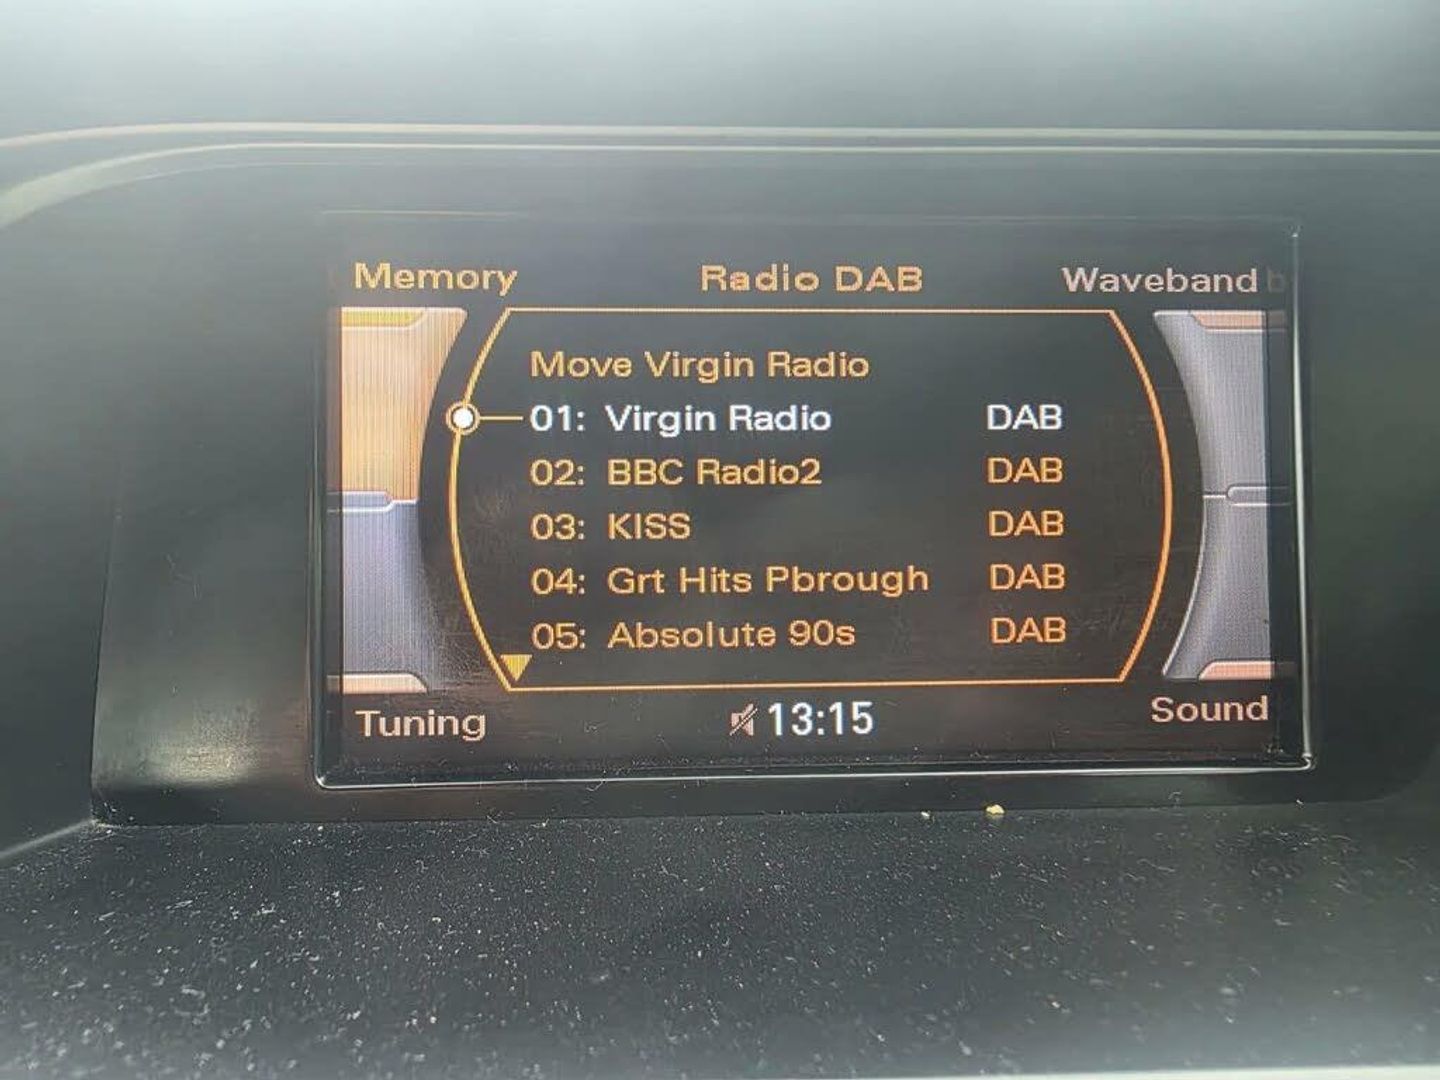 Memory Radio DAB Waveband
Move Virgin Radio
01: Virgin Radio DAB
02: BBC Radio2 DAB
03: KISS DAB
04: Grt Hits Pbrough DAB
05: Absolute 90s DAB
Tuning 13:15 Sound